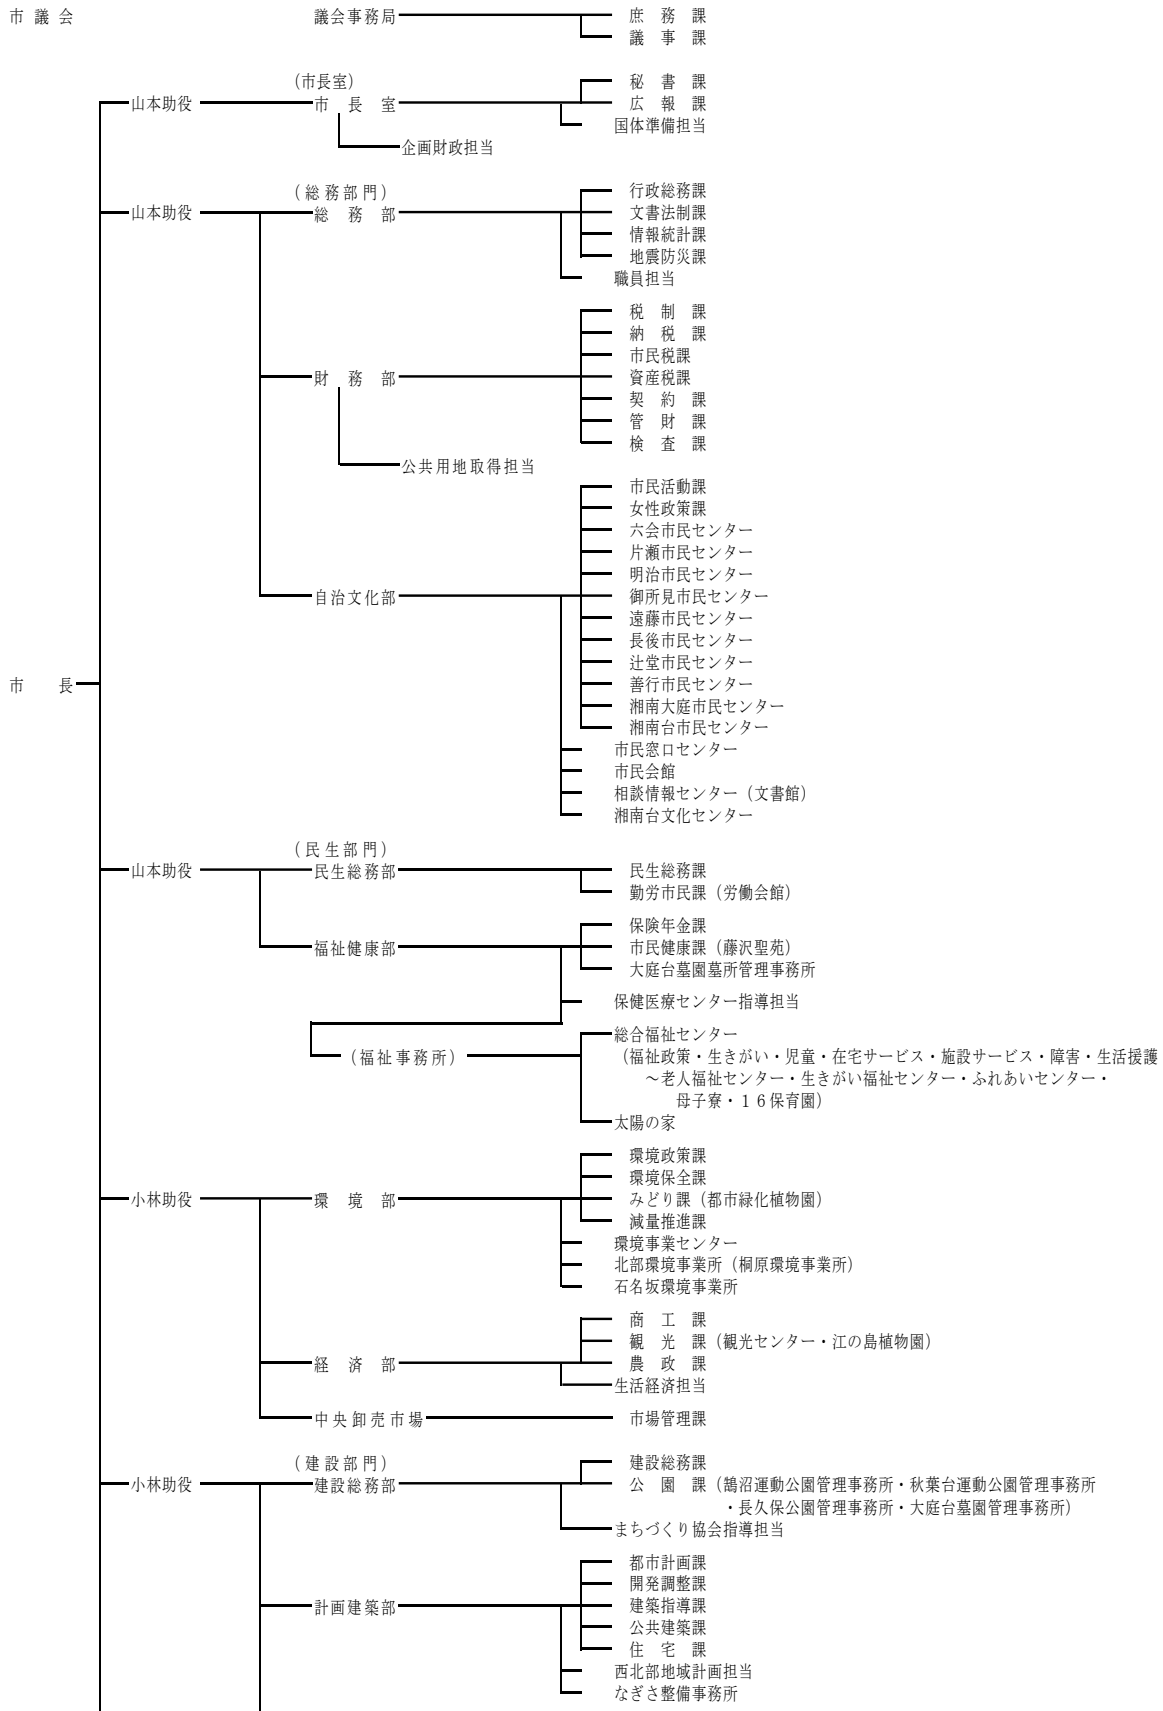 市議会 議会事務局 庶務課
議事課
(市長室) 秘書課
山本助役 市長室 広報課
国体準備担当
企画財政担当
(総務部門) 行政総務課
山本助役 総務部 文書法制課
情報統計課
地震防災課
職員担当
税制課
納税課
市民税課
財務部 資産税課
契約課
管財課
検査課
公共用地取得担当
市民活動課
女性政策課
六会市民センター
片瀬市民センター
明治市民センター
自治文化部 御所見市民センター
遠藤市民センター
長後市民センター
辻堂市民センター
市長 善行市民センター
湘南大庭市民センター
湘南台市民センター
市民窓口センター
市民会館
相談情報センター(文書館)
湘南台文化センター
(民生部門)
山本助役 民生総務部 民生総務課
勤労市民課(労働会館)
保険年金課
福祉健康部 市民健康課(藤沢聖苑)
大庭台墓園墓所管理事務所
保健医療センター指導担当
総合福祉センター
(福祉事務所) (福祉政策・生きがい・児童・在宅サービス・施設サービス・障害・生活援護
~老人福祉センター・生きがい福祉センター・ふれあいセンター・
母子寮・16保育園)
太陽の家
環境政策課
環境保全課
小林助役 環境部 みどり課(都市緑化植物園)
減量推進課
環境事業センター
北部環境事業所(桐原環境事業所)
石名坂環境事業所
商工課
観光課(観光センター・江の島植物園)
経済部 農政課
生活経済担当
中央卸売市場 市場管理課
(建設部門) 建設総務課
小林助役 建設総務部 公園課(鵠沼運動公園管理事務所・秋葉台運動公園管理事務所
・長久保公園管理事務所・大庭台墓園管理事務所)
まちづくり協会指導担当
都市計画課
開発調整課
計画建築部 建築指導課
公共建築課
住宅課
西北部地域計画担当
なぎさ整備事務所